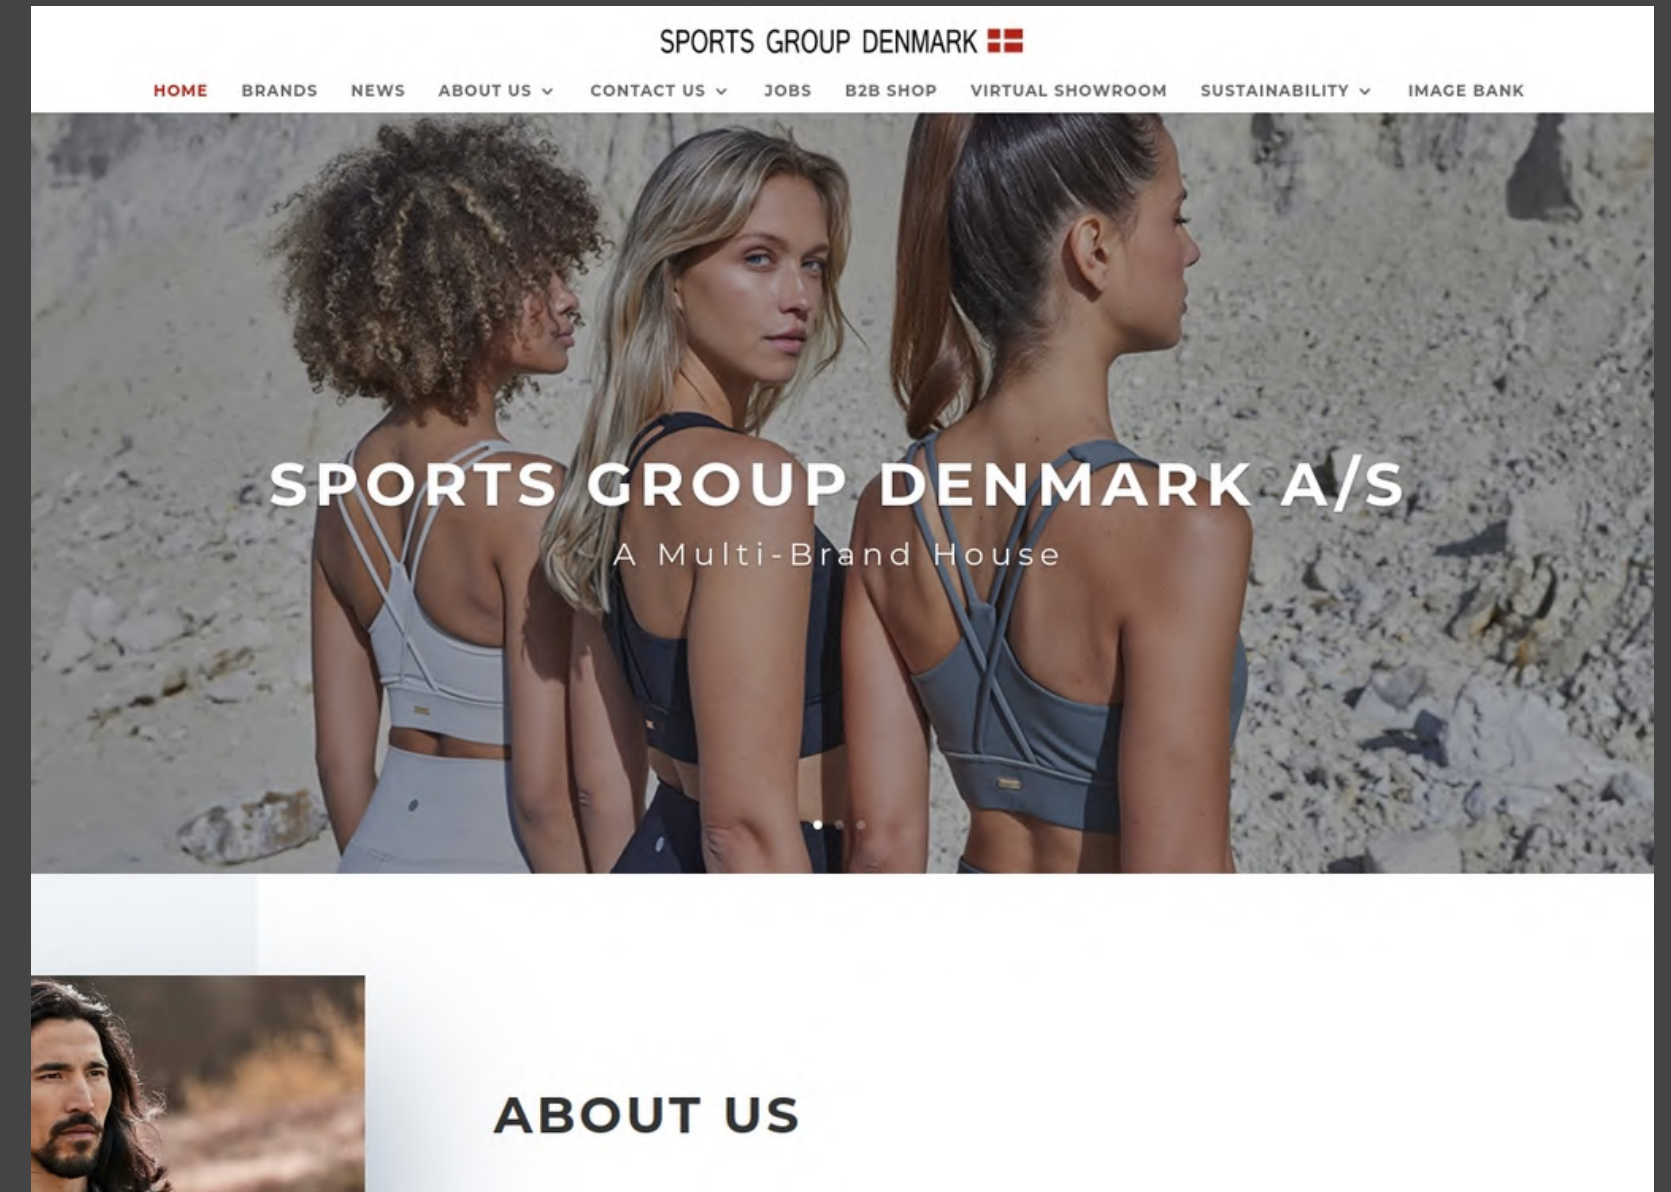 SPORTS GROUP DENMARK
HOME BRANDS NEWS ABOUT US CONTACT US JOBS B2B SHOP VIRTUAL SHOWROOM SUSTAINABILITY IMAGE BANK
SPORTS GROUP DENMARK A/S
A Multi-Brand House
ABOUT US